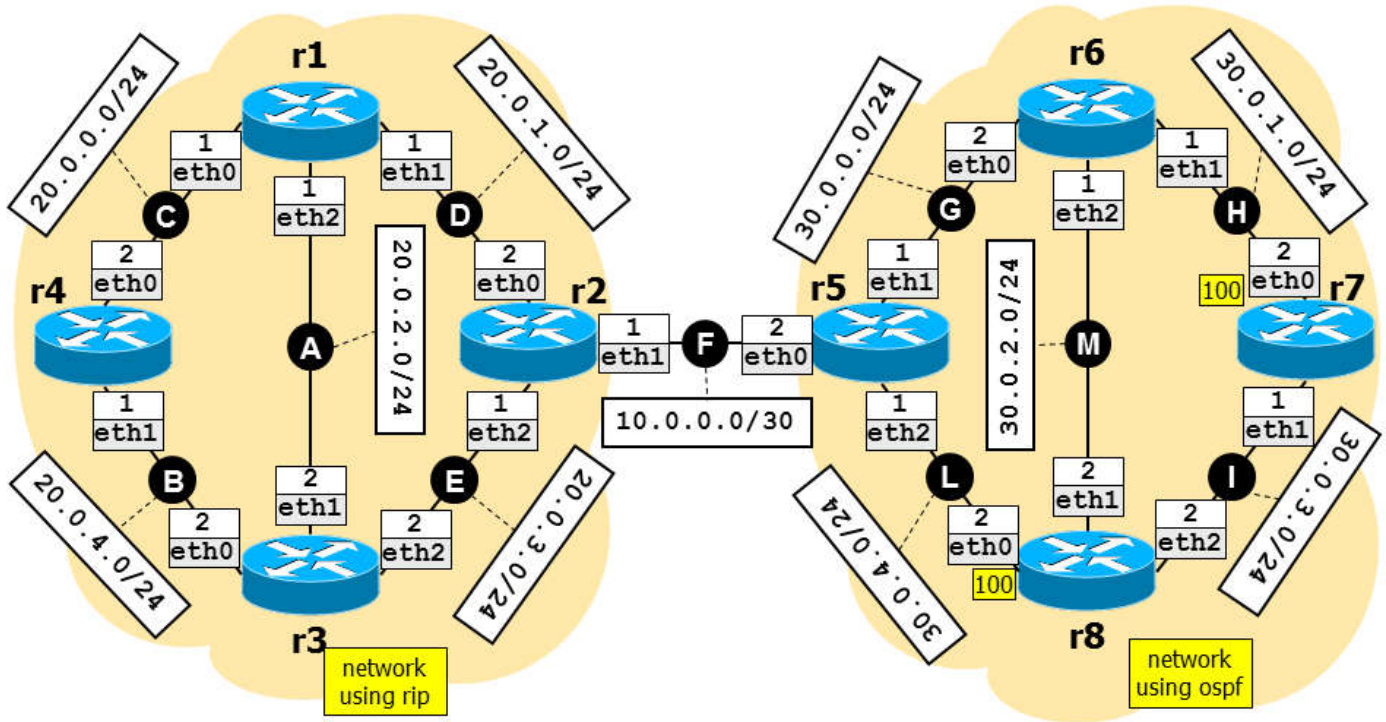 r1
20.0.0.0/24
1
eth0
1
eth1
20.0.1.0/24
C
1
eth2
D
2
eth0
20.0.2.0/24
2
eth0
r4
r2
A
1
eth1
F
2
eth0
10.0.0.0/30
1
eth1
1
eth2
B
20.0.4.0/24
2
eth0
2
eth1
E
2
eth2
20.0.3.0/24
r3
network
using rip
r6
30.0.0.0/24
2
eth0
1
eth1
30.0.1.0/24
G
1
eth2
H
1
eth1
30.0.2.0/24
2
eth0
100
r5
r7
M
1
eth2
1
eth1
L
30.0.4.0/24
2
eth0
100
2
eth1
I
2
eth2
30.0.3.0/24
r8
network
using ospf